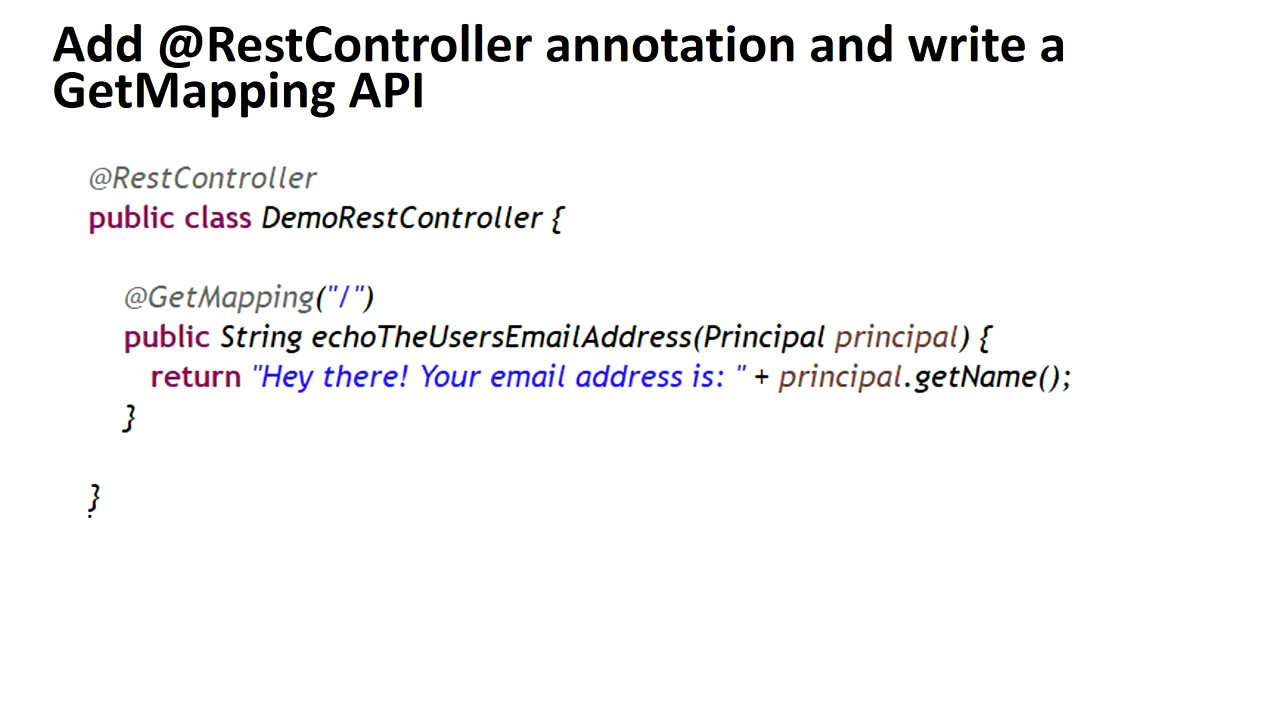 Add @RestController annotation and write a
GetMapping API
@RestController
public class DemoRestController {
@GetMapping("/")
public String echoTheUsersEmailAddress(Principal principal) {
return "Hey there! Your email address is: " + principal.getName();
}
}